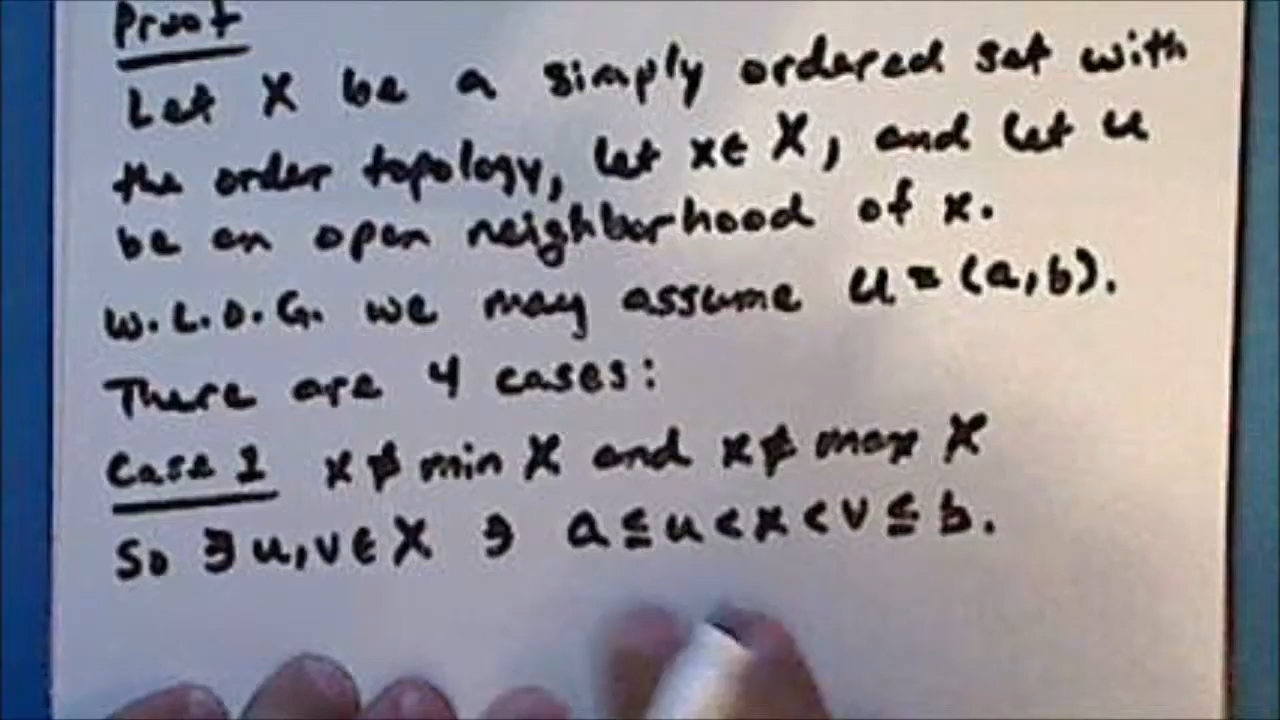 Proof
Let X be a simply ordered set with
the order topology, let x∈X, and let U
be an open neighborhood of x.
W.L.O.G. we may assume U=(a,b).
There are 4 cases:
Case 1 x≠min X and x≠max X
So ∃u,v∈X ∋ a≤u<x<v≤b.